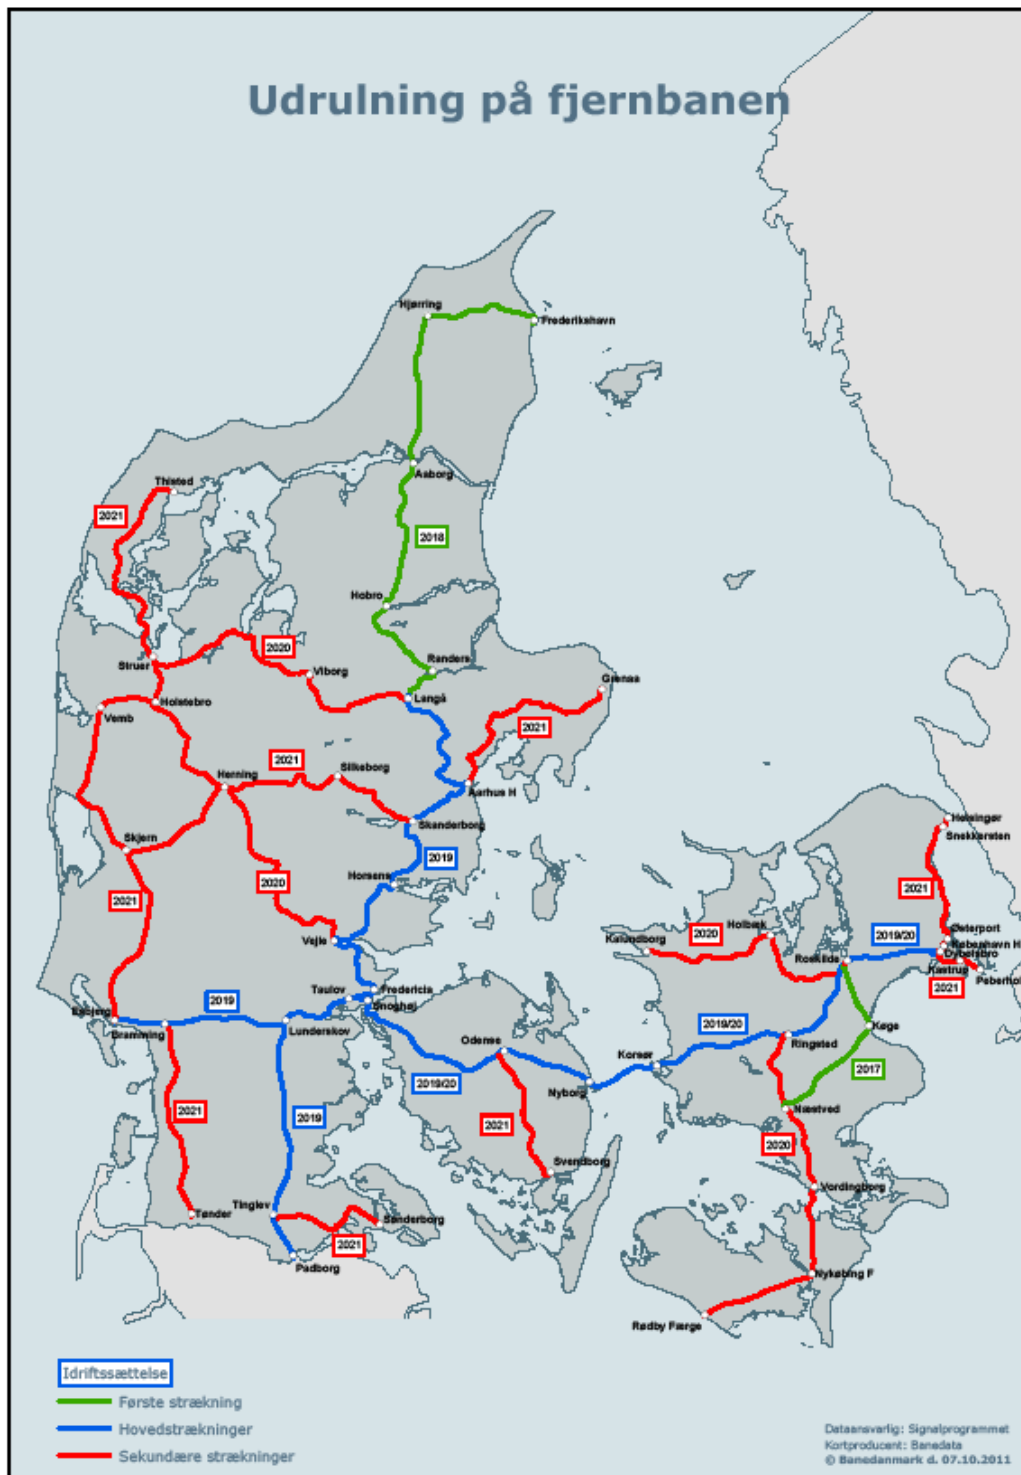 Udrulning på fjernbanen
Hjørring
Frederikshavn
Aaborg
Thisted
2021
2018
Hobro
Struer
2020
Viborg
Randers
Grenaa
Vemb
Holstebro
Langå
2021
2021
Herning
Silkeborg
Aarhus H
Skjern
Skanderborg
2019
Horsens
Helsingør
Snekkersten
2021
2020
2021
Vejle
Kalundborg
2020
Holbæk
Roskilde
2019/20
Østerport
København H
Dybølsbro
Kastrup
Peberholm
2021
Taulov
Fredericia
Snoghøj
Esbjerg
Bramming
2019
Lunderskov
Odense
2019/20
Nyborg
Korsør
2019/20
Ringsted
Køge
2017
2021
2019
2021
Næstved
2020
Svendborg
Vordingborg
Tønder
Tinglev
Sønderborg
2021
Padborg
Nykøbing F
Rødby Færge
Idriftssættelse
Første strækning
Hovedstrækninger
Sekundære strækninger
Dataansvarlig: Signalprogrammet
Kortproducent: Banedata
© Banedanmark d. 07.10.2011